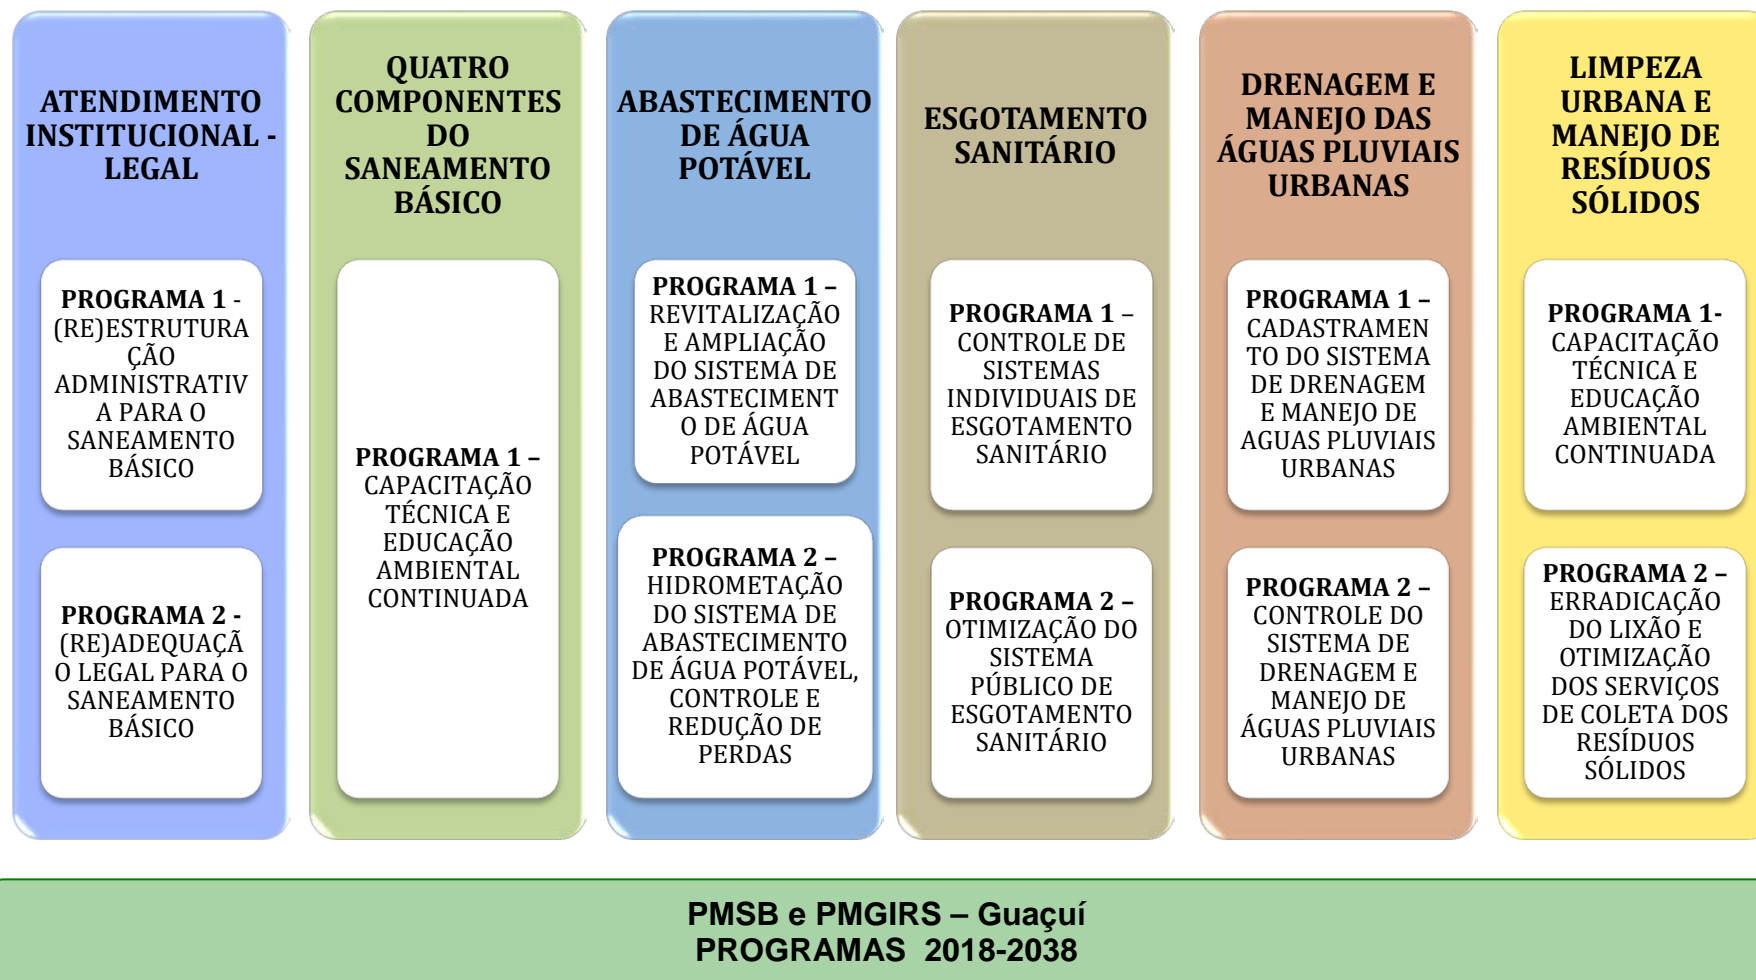 ATENDIMENTO
INSTITUCIONAL -
LEGAL
PROGRAMA 1 -
(RE)ESTRUTURA
ÇÃO
ADMINISTRATIV
A PARA O
SANEAMENTO
BÁSICO
PROGRAMA 2 -
(RE)ADEQUAÇÃ
O LEGAL PARA O
SANEAMENTO
BÁSICO
QUATRO
COMPONENTES
DO
SANEAMENTO
BÁSICO
PROGRAMA 1 –
CAPACITAÇÃO
TÉCNICA E
EDUCAÇÃO
AMBIENTAL
CONTINUADA
ABASTECIMENTO
DE ÁGUA
POTÁVEL
PROGRAMA 1 –
REVITALIZAÇÃO
E AMPLIAÇÃO
DO SISTEMA DE
ABASTECIMENT
O DE ÁGUA
POTÁVEL
PROGRAMA 2 –
HIDROMETAÇÃO
DO SISTEMA DE
ABASTECIMENTO
DE ÁGUA POTÁVEL,
CONTROLE E
REDUÇÃO DE
PERDAS
ESGOTAMENTO
SANITÁRIO
PROGRAMA 1 –
CONTROLE DE
SISTEMAS
INDIVIDUAIS DE
ESGOTAMENTO
SANITÁRIO
PROGRAMA 2 –
OTIMIZAÇÃO DO
SISTEMA
PÚBLICO DE
ESGOTAMENTO
SANITÁRIO
DRENAGEM E
MANEJO DAS
ÁGUAS PLUVIAIS
URBANAS
PROGRAMA 1 –
CADASTRAMEN
TO DO SISTEMA
DE DRENAGEM
E MANEJO DE
AGUAS PLUVIAIS
URBANAS
PROGRAMA 2 –
CONTROLE DO
SISTEMA DE
DRENAGEM E
MANEJO DE
ÁGUAS PLUVIAIS
URBANAS
LIMPEZA
URBANA E
MANEJO DE
RESÍDUOS
SÓLIDOS
PROGRAMA 1-
CAPACITAÇÃO
TÉCNICA E
EDUCAÇÃO
AMBIENTAL
CONTINUADA
PROGRAMA 2 –
ERRADICAÇÃO
DO LIXÃO E
OTIMIZAÇÃO
DOS SERVIÇOS
DE COLETA DOS
RESÍDUOS
SÓLIDOS
PMSB e PMGIRS – Guaçuí
PROGRAMAS 2018-2038